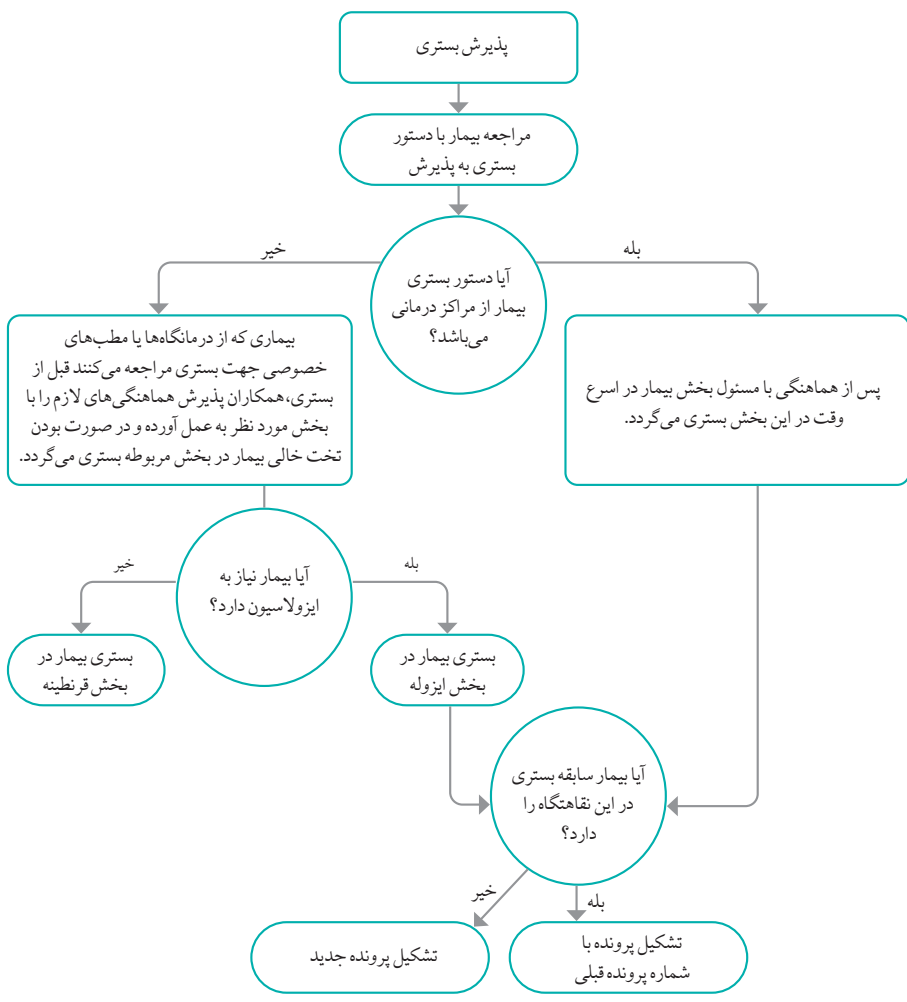 پذیرش بستری
مراجعه بیمار با دستور
بستری به پذیرش
بله
خیر
آیا دستور بستری
بیمار از مراکز درمانی
می‌باشد؟
پس از هماهنگی با مسئول بخش بیمار در اسرع
وقت در این بخش بستری می‌گردد.
بیماری که از درمانگاه‌ها یا مطب‌های
خصوصی جهت بستری مراجعه می‌کنند قبل از
بستری، همکاران پذیرش هماهنگی‌های لازم را با
بخش مورد نظر به عمل آورده و در صورت بودن
تخت خالی بیمار در بخش مربوطه بستری می‌گردد.
آیا بیمار نیاز به
ایزولاسیون دارد؟
بله
خیر
بستری بیمار در
بخش ایزوله
بستری بیمار در
بخش قرنطینه
آیا بیمار سابقه بستری
در این نقاهتگاه را
دارد؟
بله
خیر
تشکیل پرونده با
شماره پرونده قبلی
تشکیل پرونده جدید